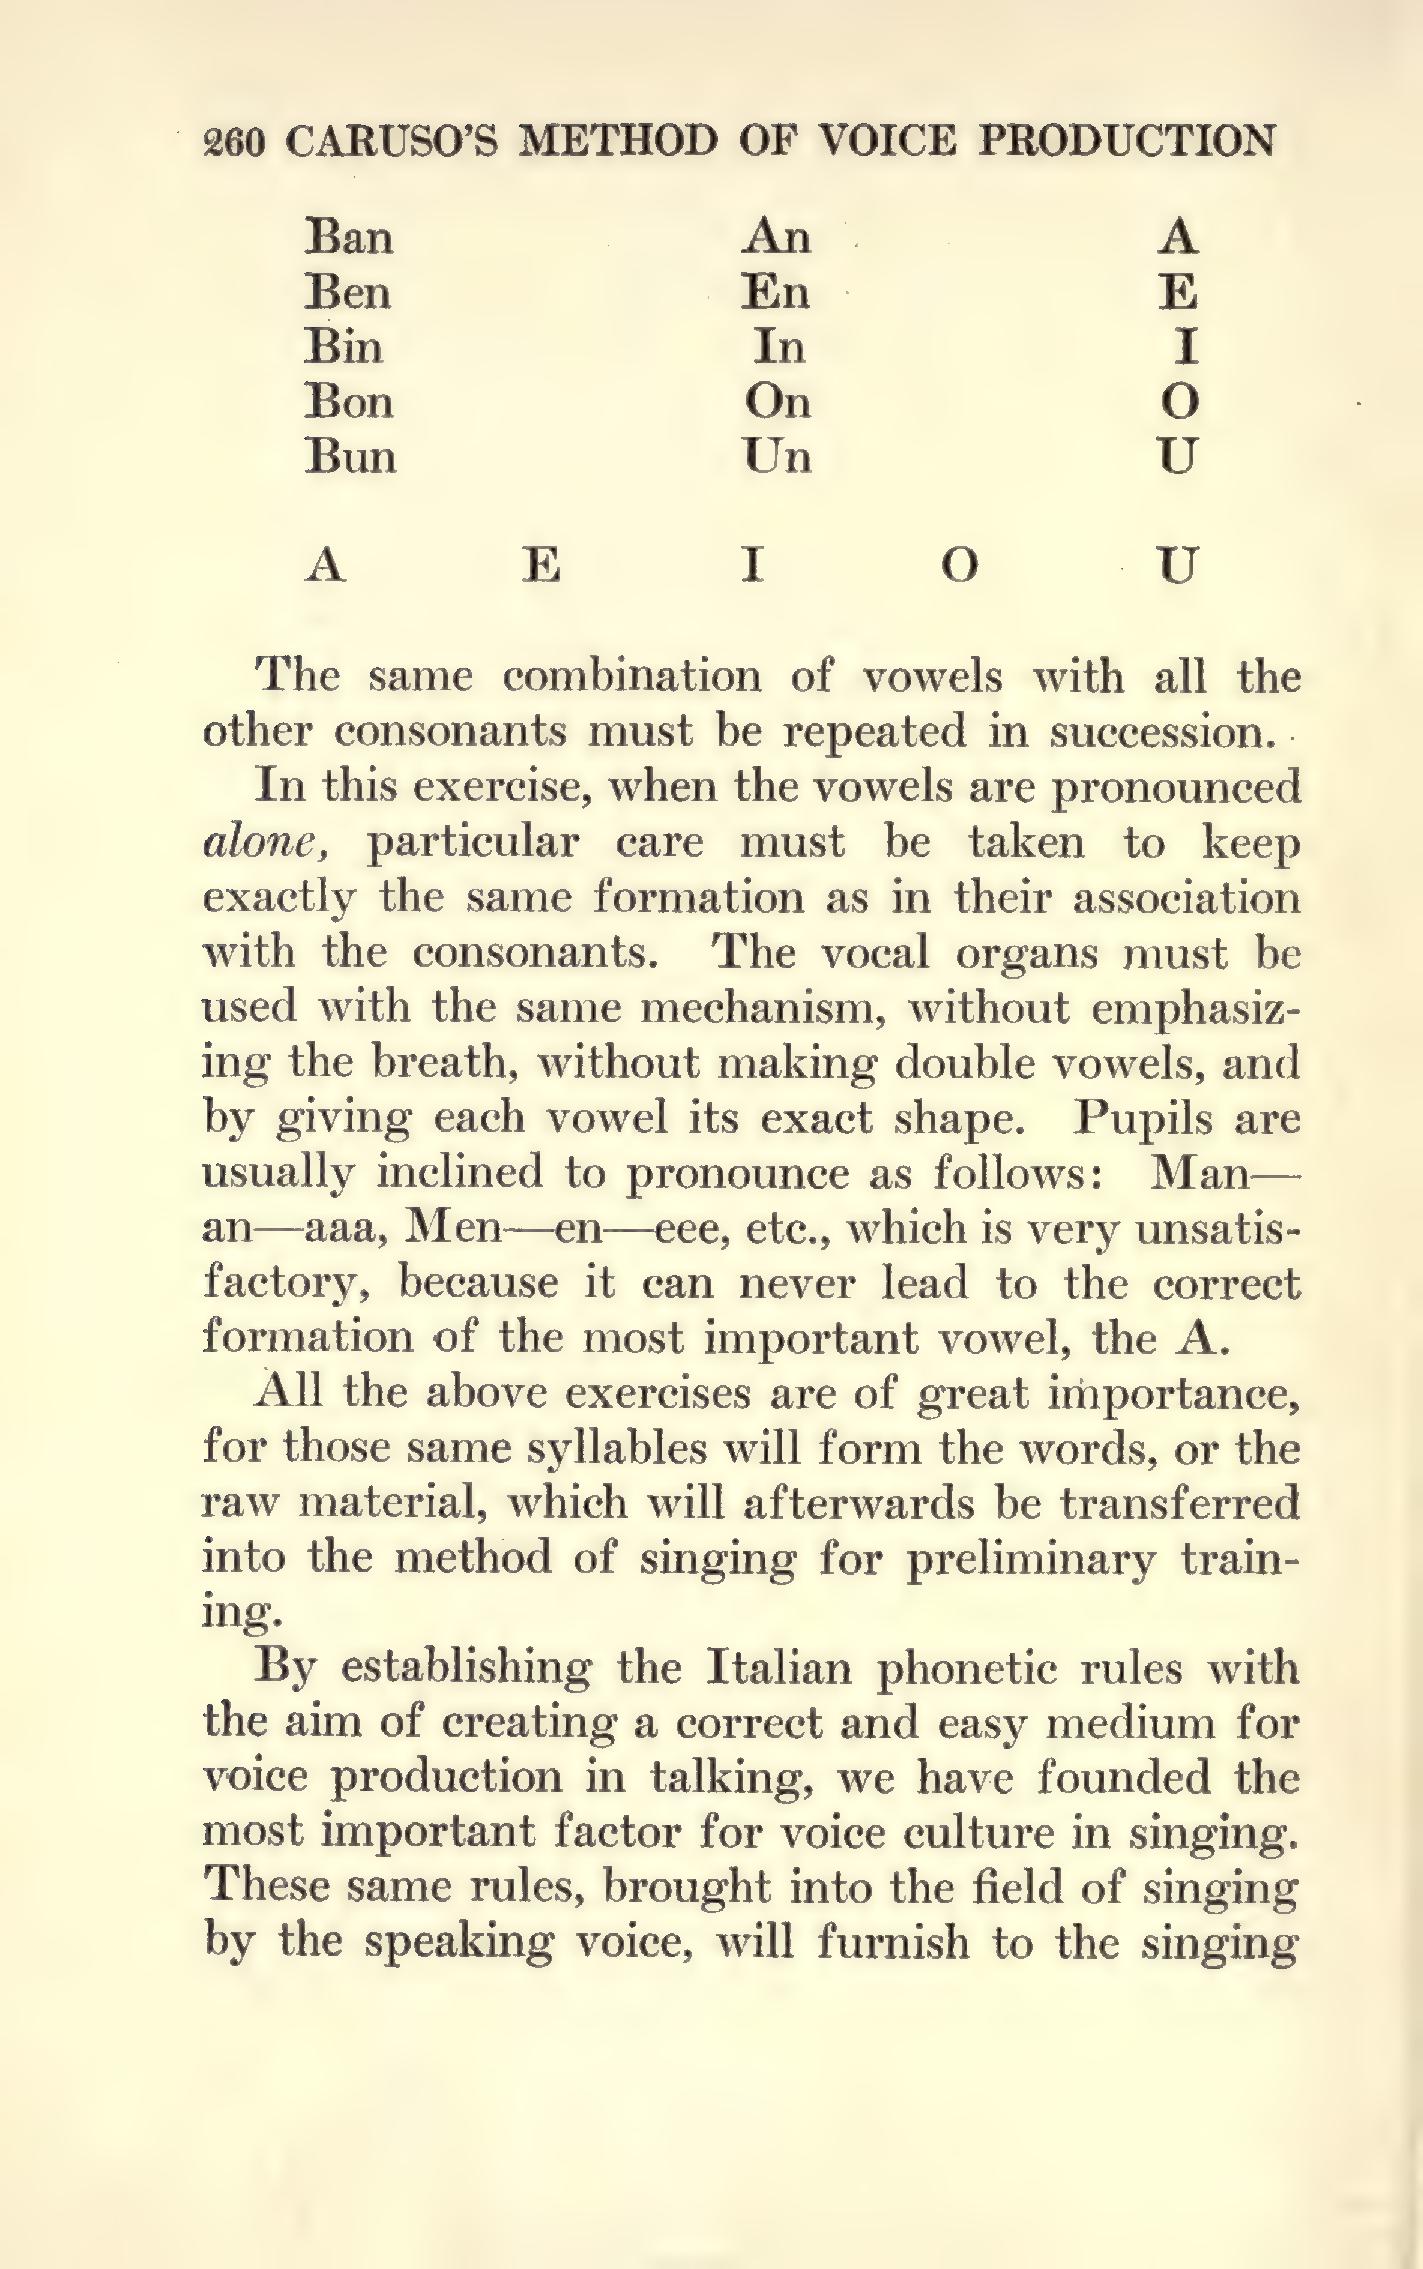 260 CARUSO'S METHOD OF VOICE PRODUCTION
Ban An A
Ben En E
Bin In I
Bon On O
Bun Un U
A E I O U
The same combination of vowels with all the
other consonants must be repeated in succession.
In this exercise, when the vowels are pronounced
alone, particular care must be taken to keep
exactly the same formation as in their association
with the consonants. The vocal organs must be
used with the same mechanism, without emphasiz-
ing the breath, without making double vowels, and
by giving each vowel its exact shape. Pupils are
usually inclined to pronounce as follows: Man—
an—aaa, Men—en—eee, etc., which is very unsatis-
factory, because it can never lead to the correct
formation of the most important vowel, the A.
All the above exercises are of great importance,
for those same syllables will form the words, or the
raw material, which will afterwards be transferred
into the method of singing for preliminary train-
ing.
By establishing the Italian phonetic rules with
the aim of creating a correct and easy medium for
voice production in talking, we have founded the
most important factor for voice culture in singing.
These same rules, brought into the field of singing
by the speaking voice, will furnish to the singing